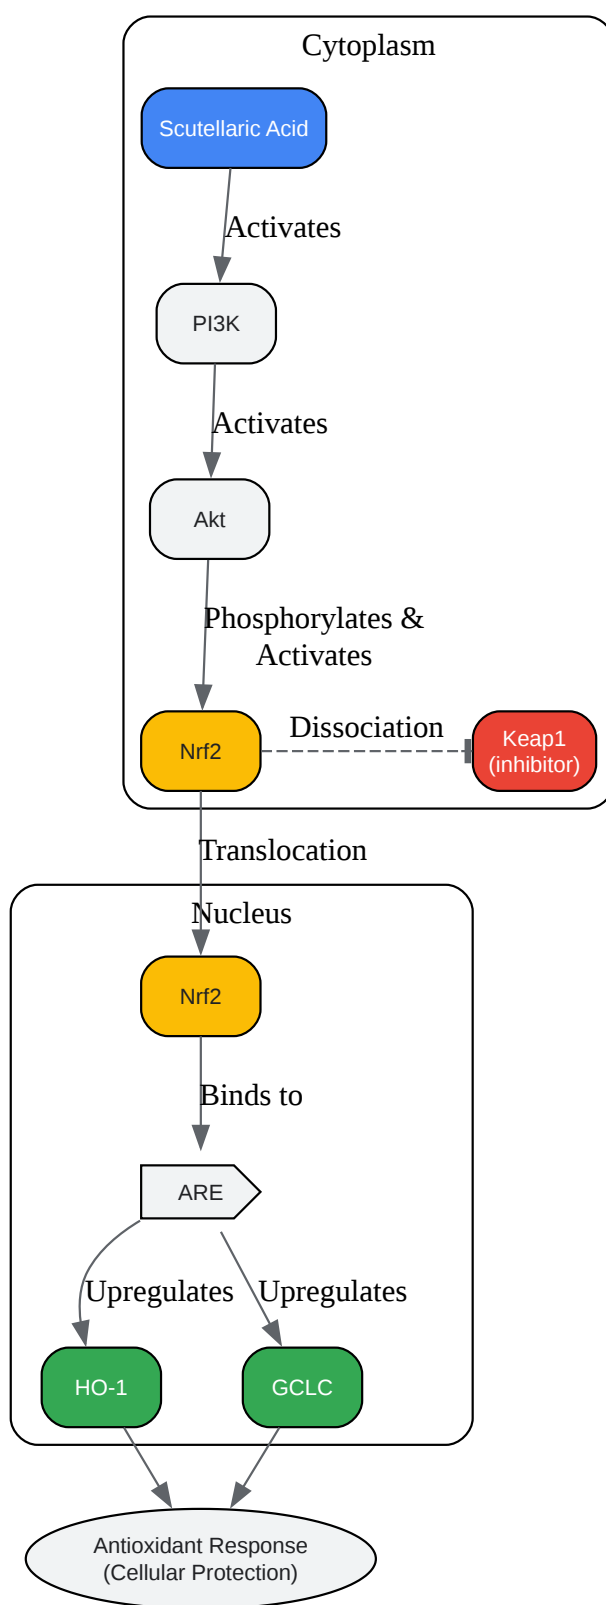 Cytoplasm
Scutellaric Acid
Activates
PI3K
Activates
Akt
Phosphorylates &
Activates
Nrf2
Dissociation
Keap1
(inhibitor)
Translocation
Nucleus
Nrf2
Binds to
ARE
Upregulates
Upregulates
HO-1
GCLC
Antioxidant Response
(Cellular Protection)